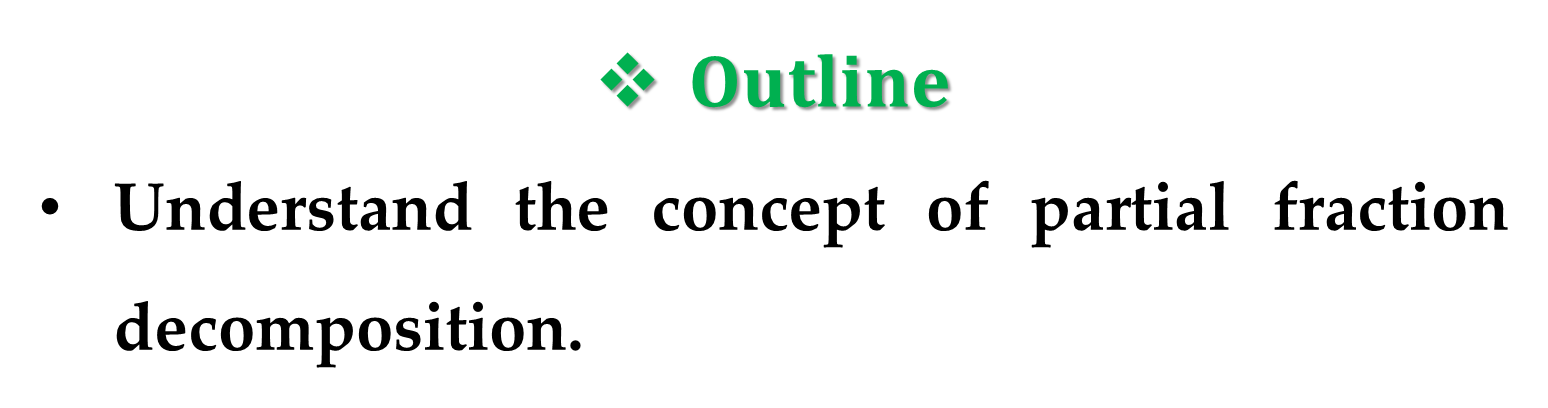 ❖ Outline
• Understand the concept of partial fraction
decomposition.